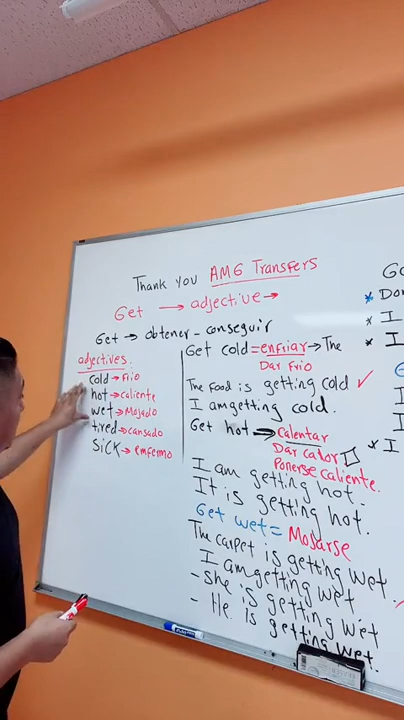 Thank you AMG Transfers
Get → adjective →
Get → obtener - conseguir
adjectives.
cold → Frio
hot → caliente
wet → Mojado
tired → cansado
Sick → emfermo
Get cold = enfriar → The
Dar Frio
The food is getting cold ✓
I am getting cold.
Get hot → Calentar
Dar calor
Ponerse caliente.
I am getting hot.
It is getting hot.
Get wet = Mojarse
The carpet is getting wet.
I am getting wet
- she is getting wet
- He is getting wet.
* Don
* I
I
I
* I